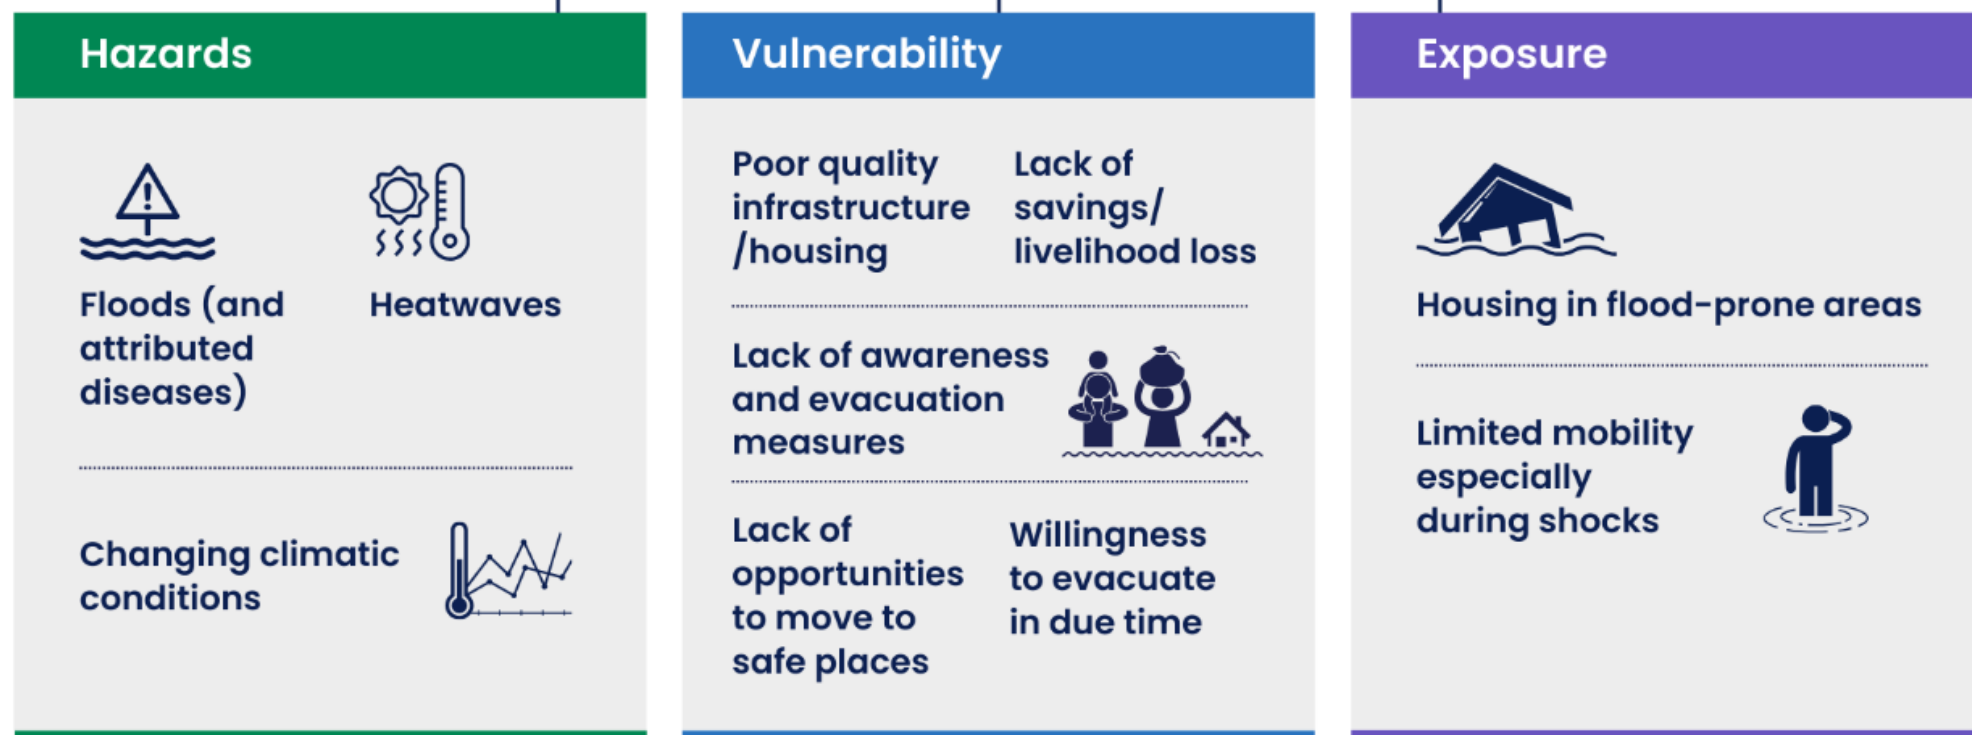 Hazards
Floods (and
attributed
diseases)
Heatwaves
Changing climatic
conditions
Vulnerability
Poor quality
infrastructure
/housing
Lack of
savings/
livelihood loss
Lack of awareness
and evacuation
measures
Lack of
opportunities
to move to
safe places
Willingness
to evacuate
in due time
Exposure
Housing in flood-prone areas
Limited mobility
especially
during shocks